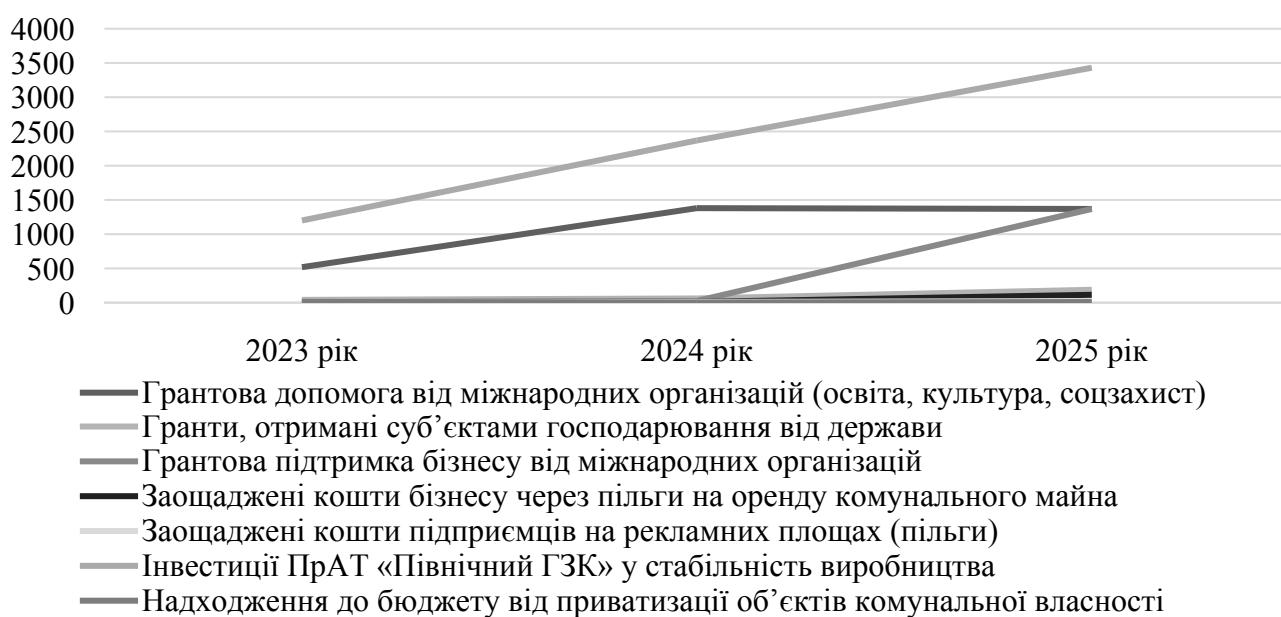 4000
3500
3000
2500
2000
1500
1000
500
0
2023 рік 2024 рік 2025 рік
Грантова допомога від міжнародних організацій (освіта, культура, соцзахист)
Гранти, отримані суб’єктами господарювання від держави
Грантова підтримка бізнесу від міжнародних організацій
Заощаджені кошти бізнесу через пільги на оренду комунального майна
Заощаджені кошти підприємців на рекламних площах (пільги)
Інвестиції ПрАТ «Північний ГЗК» у стабільність виробництва
Надходження до бюджету від приватизації об’єктів комунальної власності